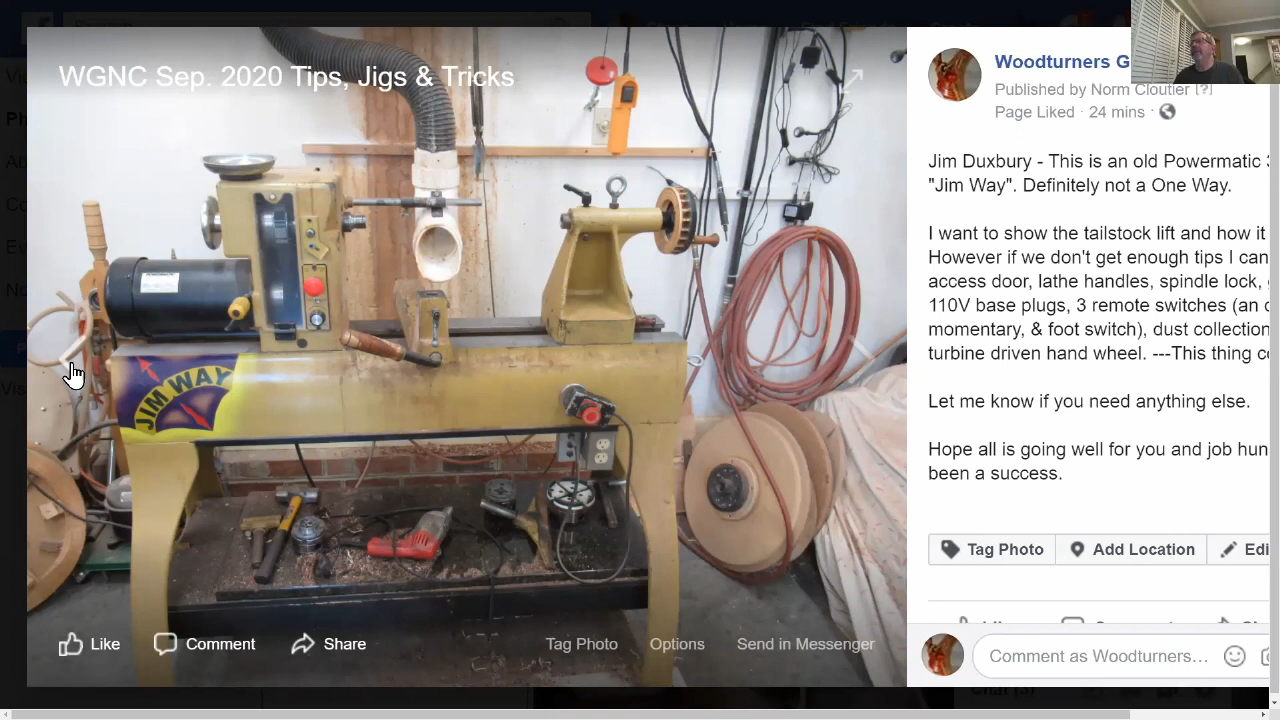 WGNC Sep. 2020 Tips, Jigs & Tricks
JIM WAY
Like
Comment
Share
Tag Photo
Options
Send in Messenger
Woodturners G
Published by Norm Cloutier [?]
Page Liked · 24 mins ·
Jim Duxbury - This is an old Powermatic
"Jim Way". Definitely not a One Way.
I want to show the tailstock lift and how it
However if we don't get enough tips I can
access door, lathe handles, spindle lock,
110V base plugs, 3 remote switches (an o
momentary, & foot switch), dust collection
turbine driven hand wheel. ---This thing co
Let me know if you need anything else.
Hope all is going well for you and job hun
been a success.
Tag Photo
Add Location
Edi
Comment as Woodturners...